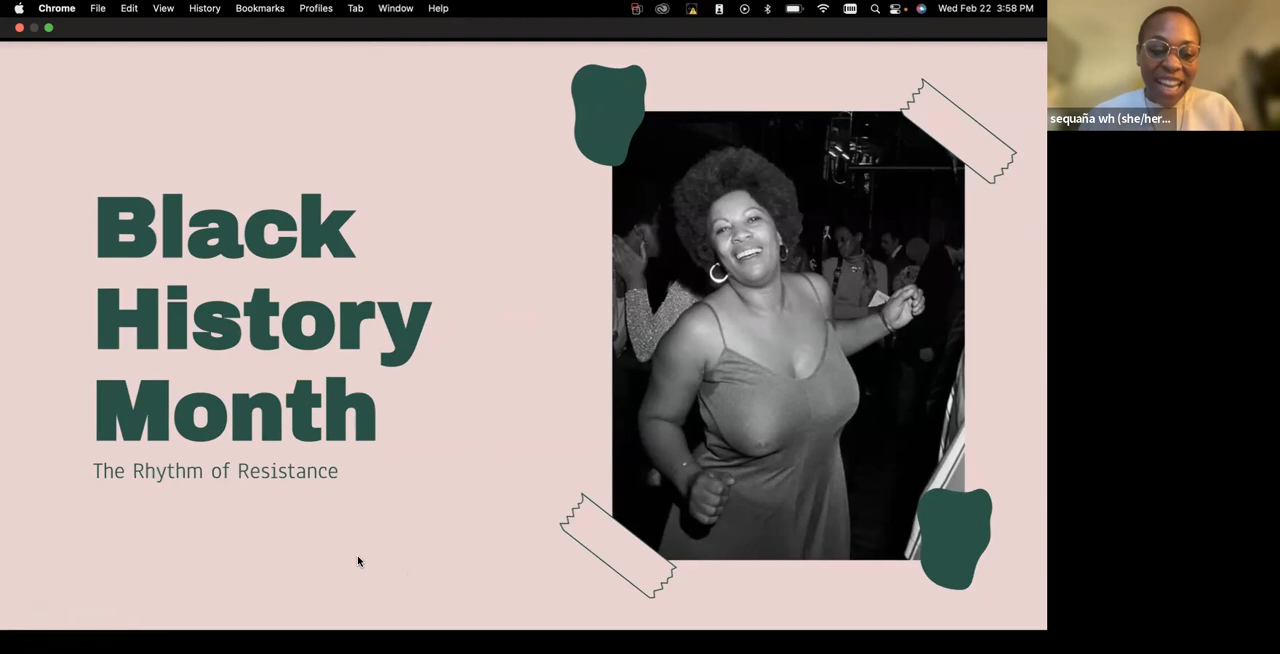 Chrome File Edit View History Bookmarks Profiles Tab Window Help Wed Feb 22 3:58 PM
sequaña wh (she/her...
Black
History
Month
The Rhythm of Resistance